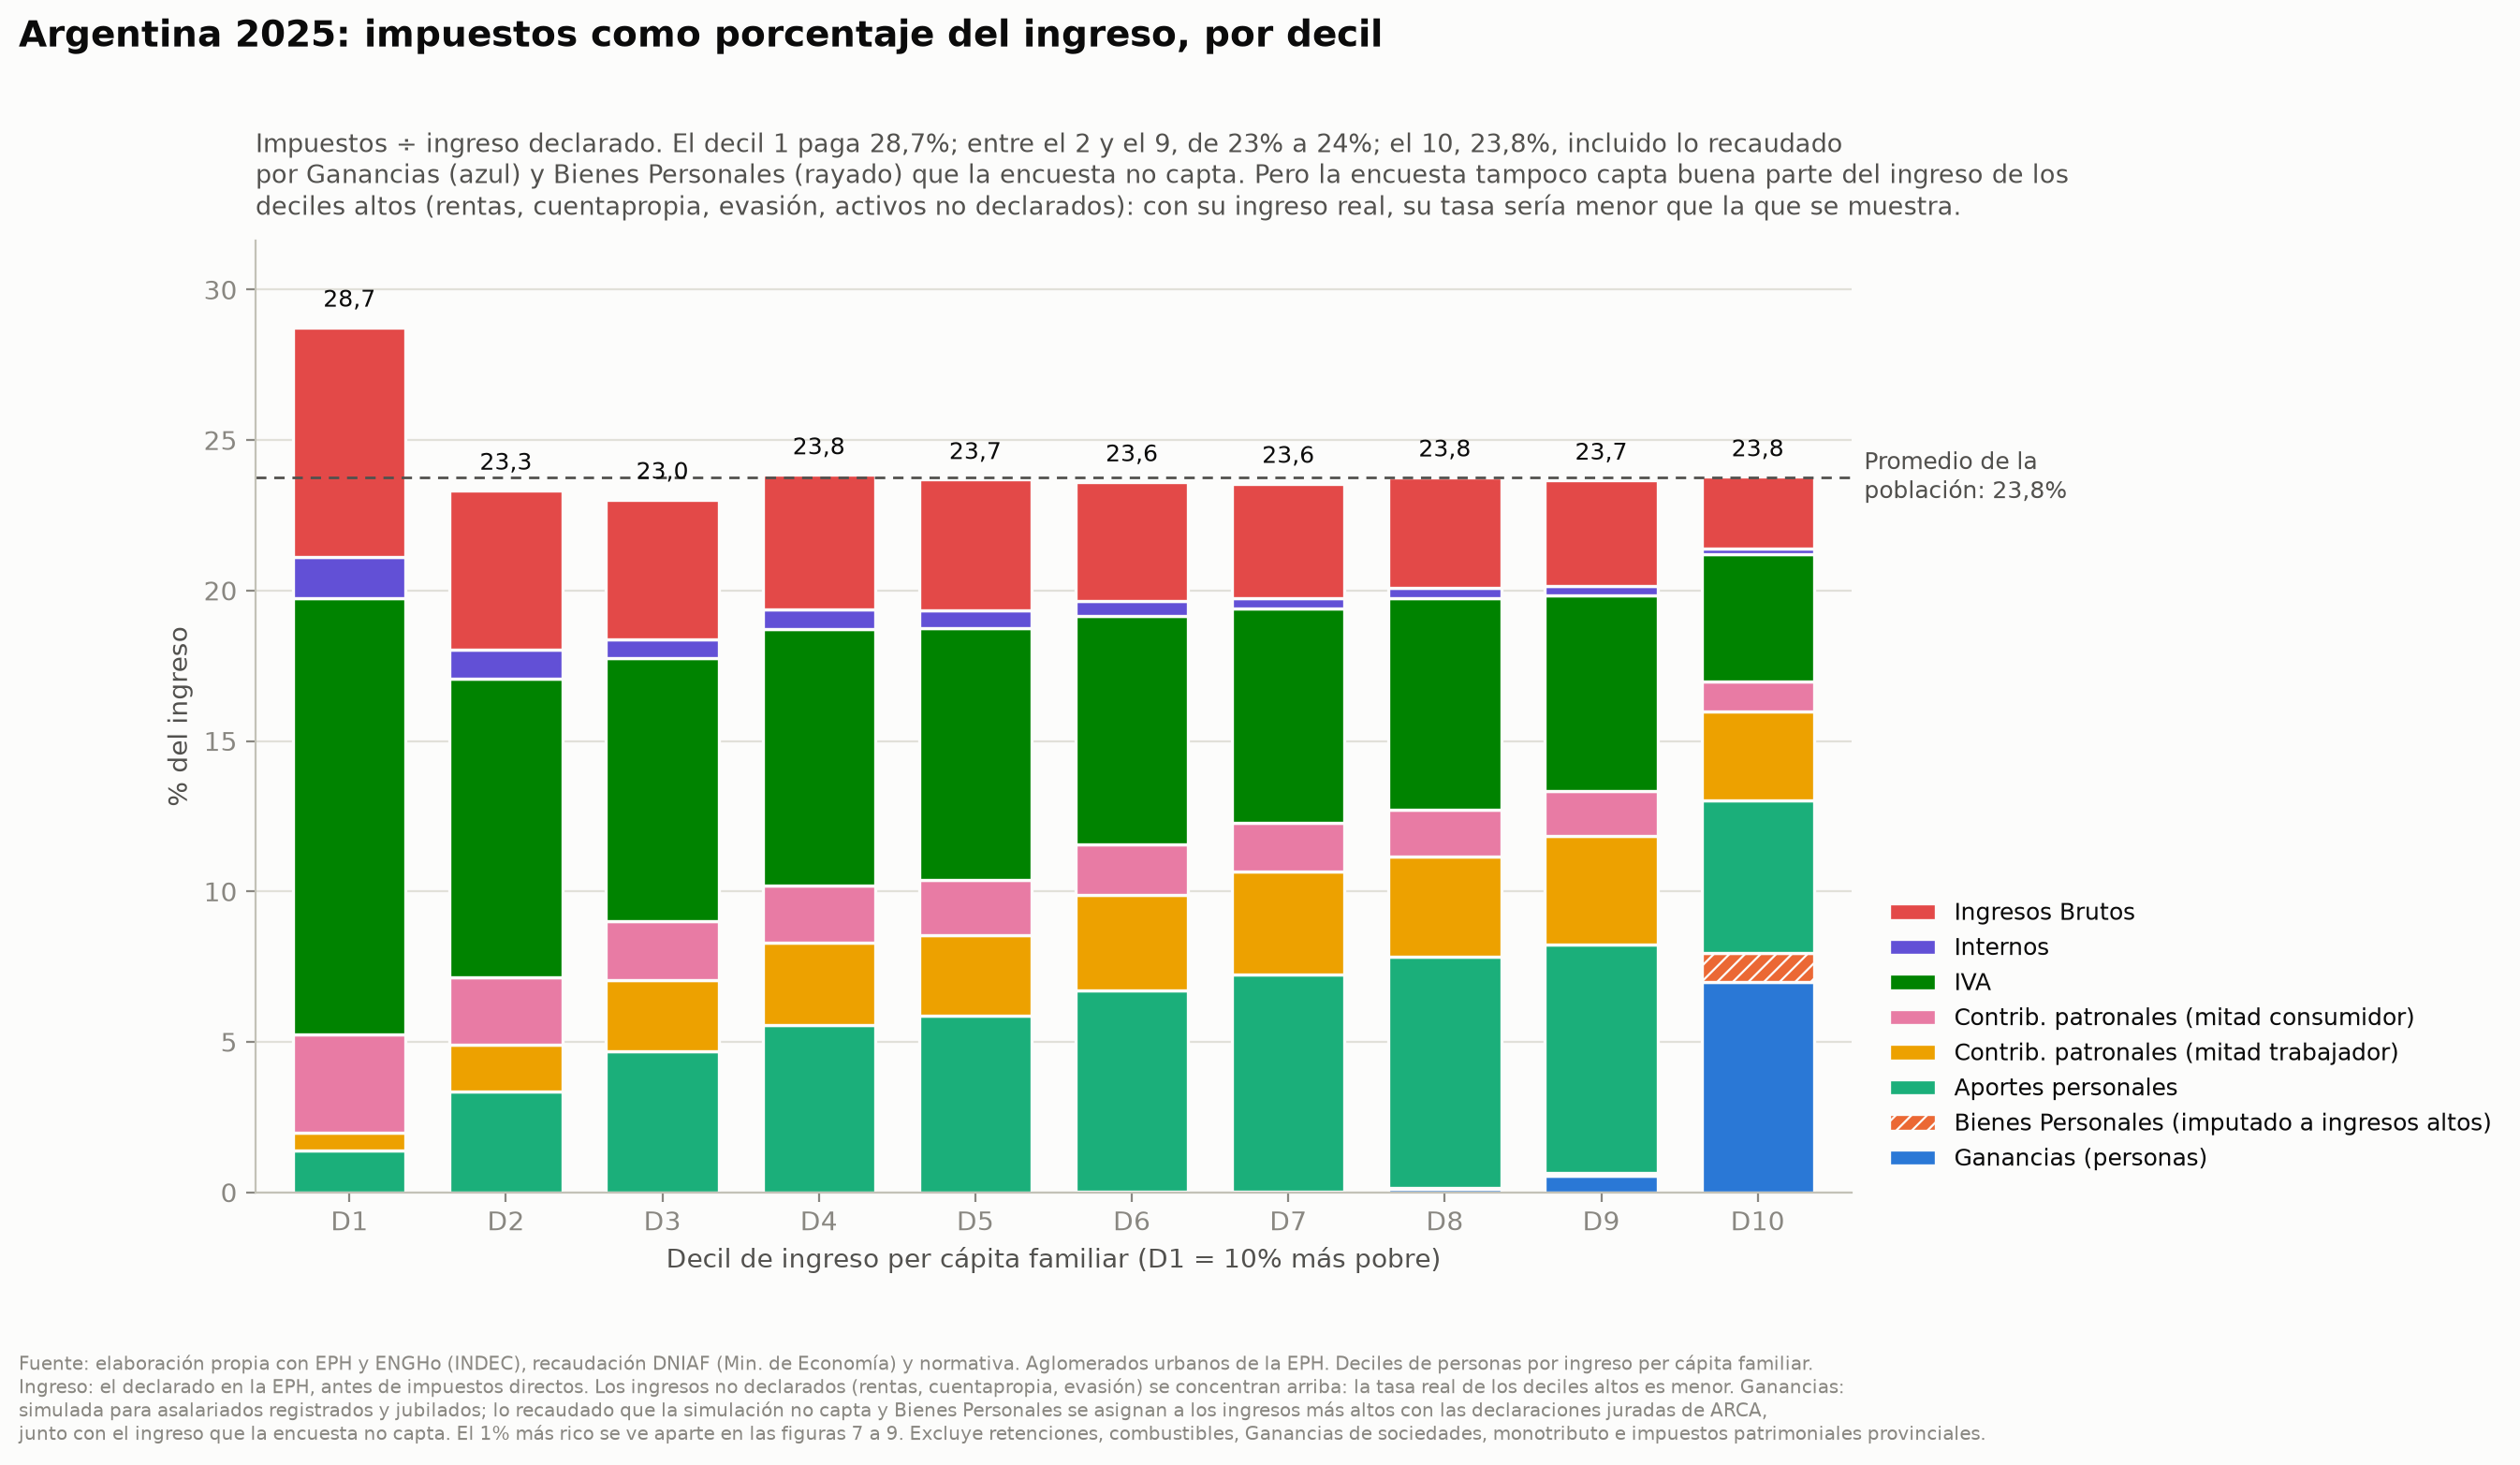 Argentina 2025: impuestos como porcentaje del ingreso, por decil
Impuestos ÷ ingreso declarado. El decil 1 paga 28,7%; entre el 2 y el 9, de 23% a 24%; el 10, 23,8%, incluido lo recaudado
por Ganancias (azul) y Bienes Personales (rayado) que la encuesta no capta. Pero la encuesta tampoco capta buena parte del ingreso de los
deciles altos (rentas, cuentapropia, evasión, activos no declarados): con su ingreso real, su tasa sería menor que la que se muestra.
% del ingreso
30
25
20
15
10
5
0
28,7
23,3
23,0
23,8
23,7
23,6
23,6
23,8
23,7
23,8
Promedio de la
población: 23,8%
Ingresos Brutos
Internos
IVA
Contrib. patronales (mitad consumidor)
Contrib. patronales (mitad trabajador)
Aportes personales
Bienes Personales (imputado a ingresos altos)
Ganancias (personas)
D1
D2
D3
D4
D5
D6
D7
D8
D9
D10
Decil de ingreso per cápita familiar (D1 = 10% más pobre)
Fuente: elaboración propia con EPH y ENGHo (INDEC), recaudación DNIAF (Min. de Economía) y normativa. Aglomerados urbanos de la EPH. Deciles de personas por ingreso per cápita familiar.
Ingreso: el declarado en la EPH, antes de impuestos directos. Los ingresos no declarados (rentas, cuentapropia, evasión) se concentran arriba: la tasa real de los deciles altos es menor. Ganancias:
simulada para asalariados registrados y jubilados; lo recaudado que la simulación no capta y Bienes Personales se asignan a los ingresos más altos con las declaraciones juradas de ARCA,
junto con el ingreso que la encuesta no capta. El 1% más rico se ve aparte en las figuras 7 a 9. Excluye retenciones, combustibles, Ganancias de sociedades, monotributo e impuestos patrimoniales provinciales.